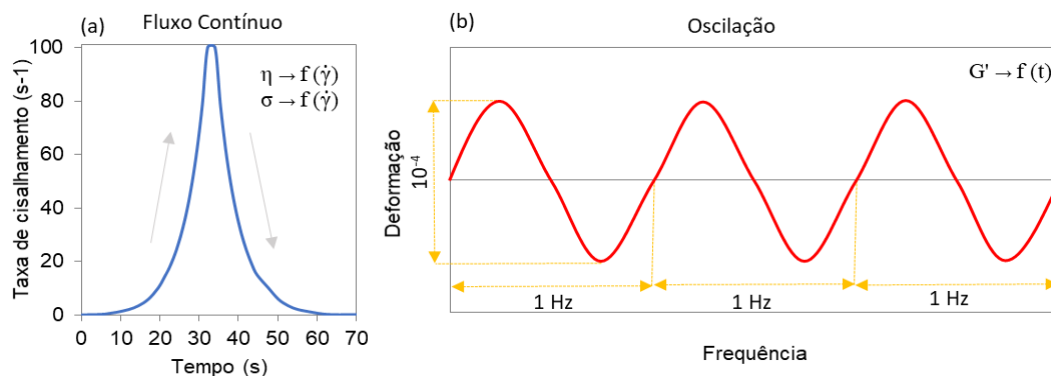 (a)
Fluxo Contínuo
Taxa de cisalhamento (s-1)
100
80
60
40
20
0
η → f (γ̇)
σ → f (γ̇)
0 10 20 30 40 50 60 70
Tempo (s)
(b)
Oscilação
G' → f (t)
Deformação
10⁻⁴
1 Hz
1 Hz
1 Hz
Frequência